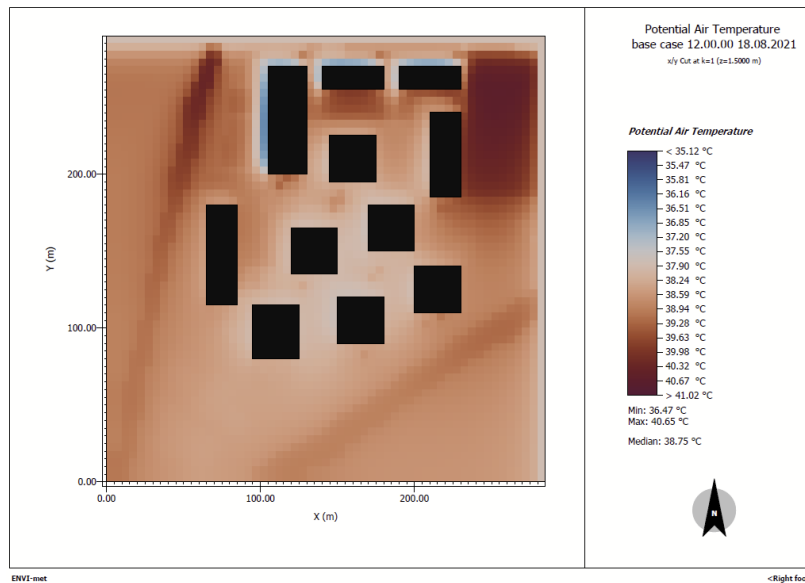 Potential Air Temperature
base case 12.00.00 18.08.2021
x/y Cut at k=1 (z=1.5000 m)
Potential Air Temperature
< 35.12 °C
35.47 °C
35.81 °C
36.16 °C
36.51 °C
36.85 °C
37.20 °C
37.55 °C
37.90 °C
38.24 °C
38.59 °C
38.94 °C
39.28 °C
39.63 °C
39.98 °C
40.32 °C
40.67 °C
> 41.02 °C
Min: 36.47 °C
Max: 40.65 °C
Median: 38.75 °C
N
200.00
Y (m)
100.00
0.00
0.00 100.00 200.00
X (m)
ENVI-met
<Right foo